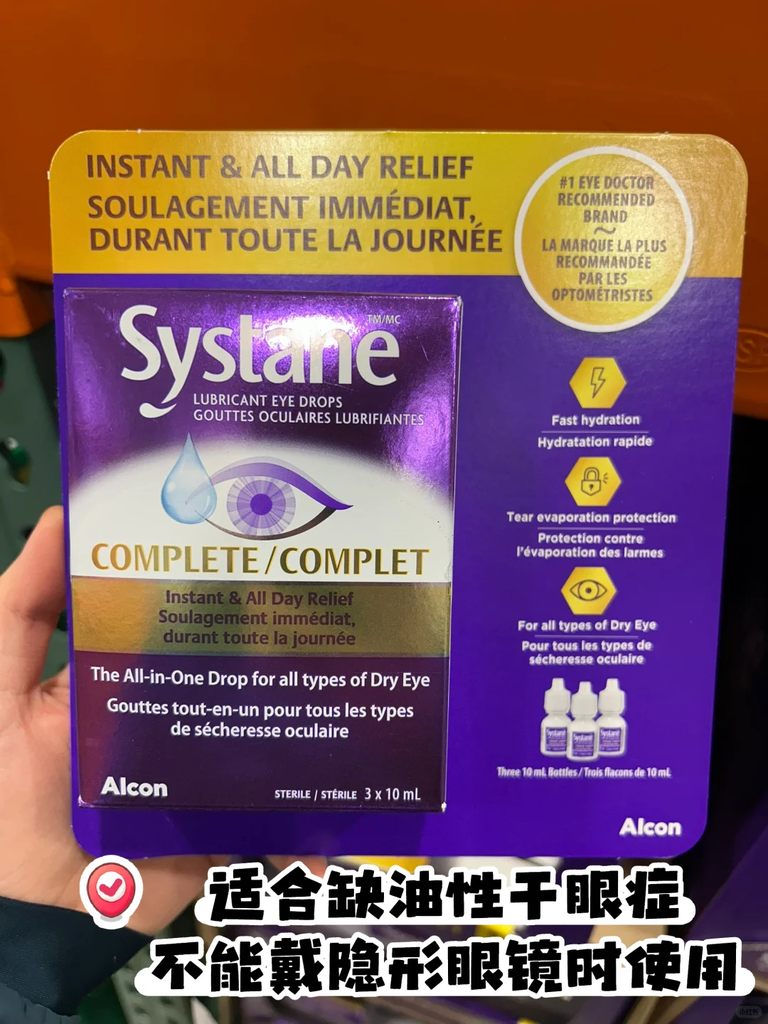 INSTANT & ALL DAY RELIEF
SOULAGEMENT IMMÉDIAT,
DURANT TOUTE LA JOURNÉE
#1 EYE DOCTOR
RECOMMENDED
BRAND
~
LA MARQUE LA PLUS
RECOMMANDÉE
PAR LES
OPTOMÉTRISTES
Systane TM/MC
LUBRICANT EYE DROPS
GOUTTES OCULAIRES LUBRIFIANTES
COMPLETE/COMPLET
Instant & All Day Relief
Soulagement immédiat,
durant toute la journée
The All-in-One Drop for all types of Dry Eye
Gouttes tout-en-un pour tous les types
de sécheresse oculaire
Alcon
STERILE / STÉRILE 3 x 10 mL
Fast hydration
Hydratation rapide
Tear evaporation protection
Protection contre
l'évaporation des larmes
For all types of Dry Eye
Pour tous les types de
sécheresse oculaire
Systane
Systane
Systane
Three 10 mL Bottles / Trois flacons de 10 mL
Alcon
适合缺油性干眼症
不能戴隐形眼镜时使用
小红书